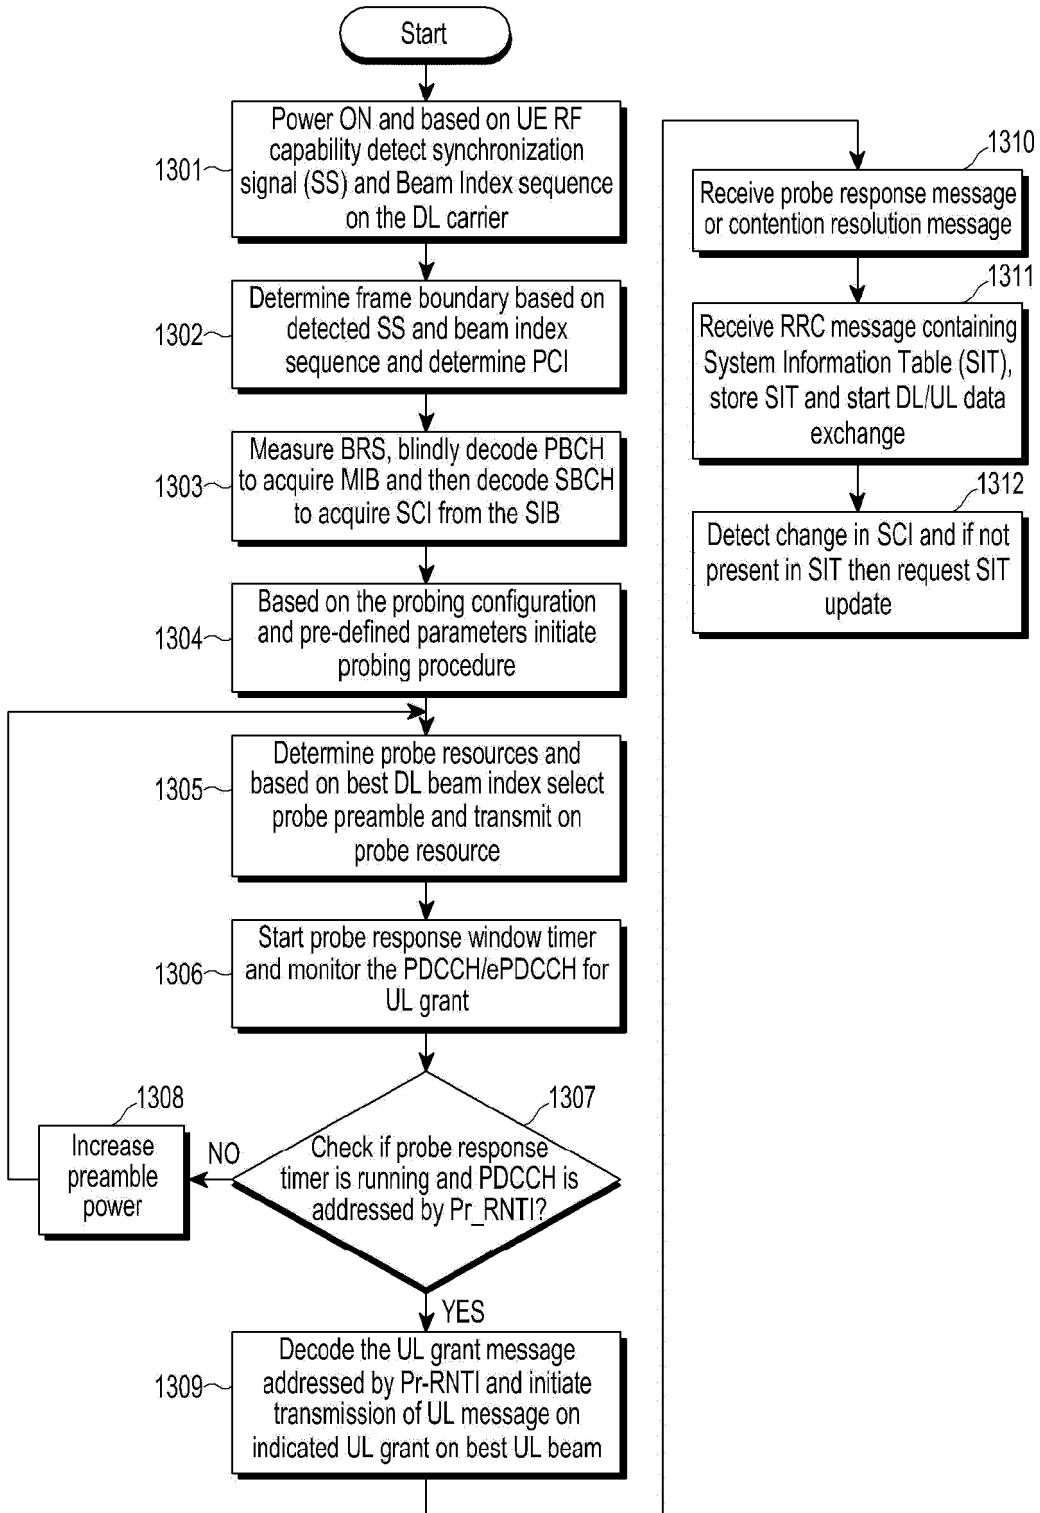 Start
1301
Power ON and based on UE RF
capability detect synchronization
signal (SS) and Beam Index sequence
on the DL carrier
1302
Determine frame boundary based on
detected SS and beam index
sequence and determine PCI
1303
Measure BRS, blindly decode PBCH
to acquire MIB and then decode SBCH
to acquire SCI from the SIB
1304
Based on the probing configuration
and pre-defined parameters initiate
probing procedure
1305
Determine probe resources and
based on best DL beam index select
probe preamble and transmit on
probe resource
1306
Start probe response window timer
and monitor the PDCCH/ePDCCH for
UL grant
1307
Check if probe response
timer is running and PDCCH is
addressed by Pr_RNTI?
NO
1308
Increase
preamble
power
YES
1309
Decode the UL grant message
addressed by Pr-RNTI and initiate
transmission of UL message on
indicated UL grant on best UL beam
1310
Receive probe response message
or contention resolution message
1311
Receive RRC message containing
System Information Table (SIT),
store SIT and start DL/UL data
exchange
1312
Detect change in SCI and if not
present in SIT then request SIT
update